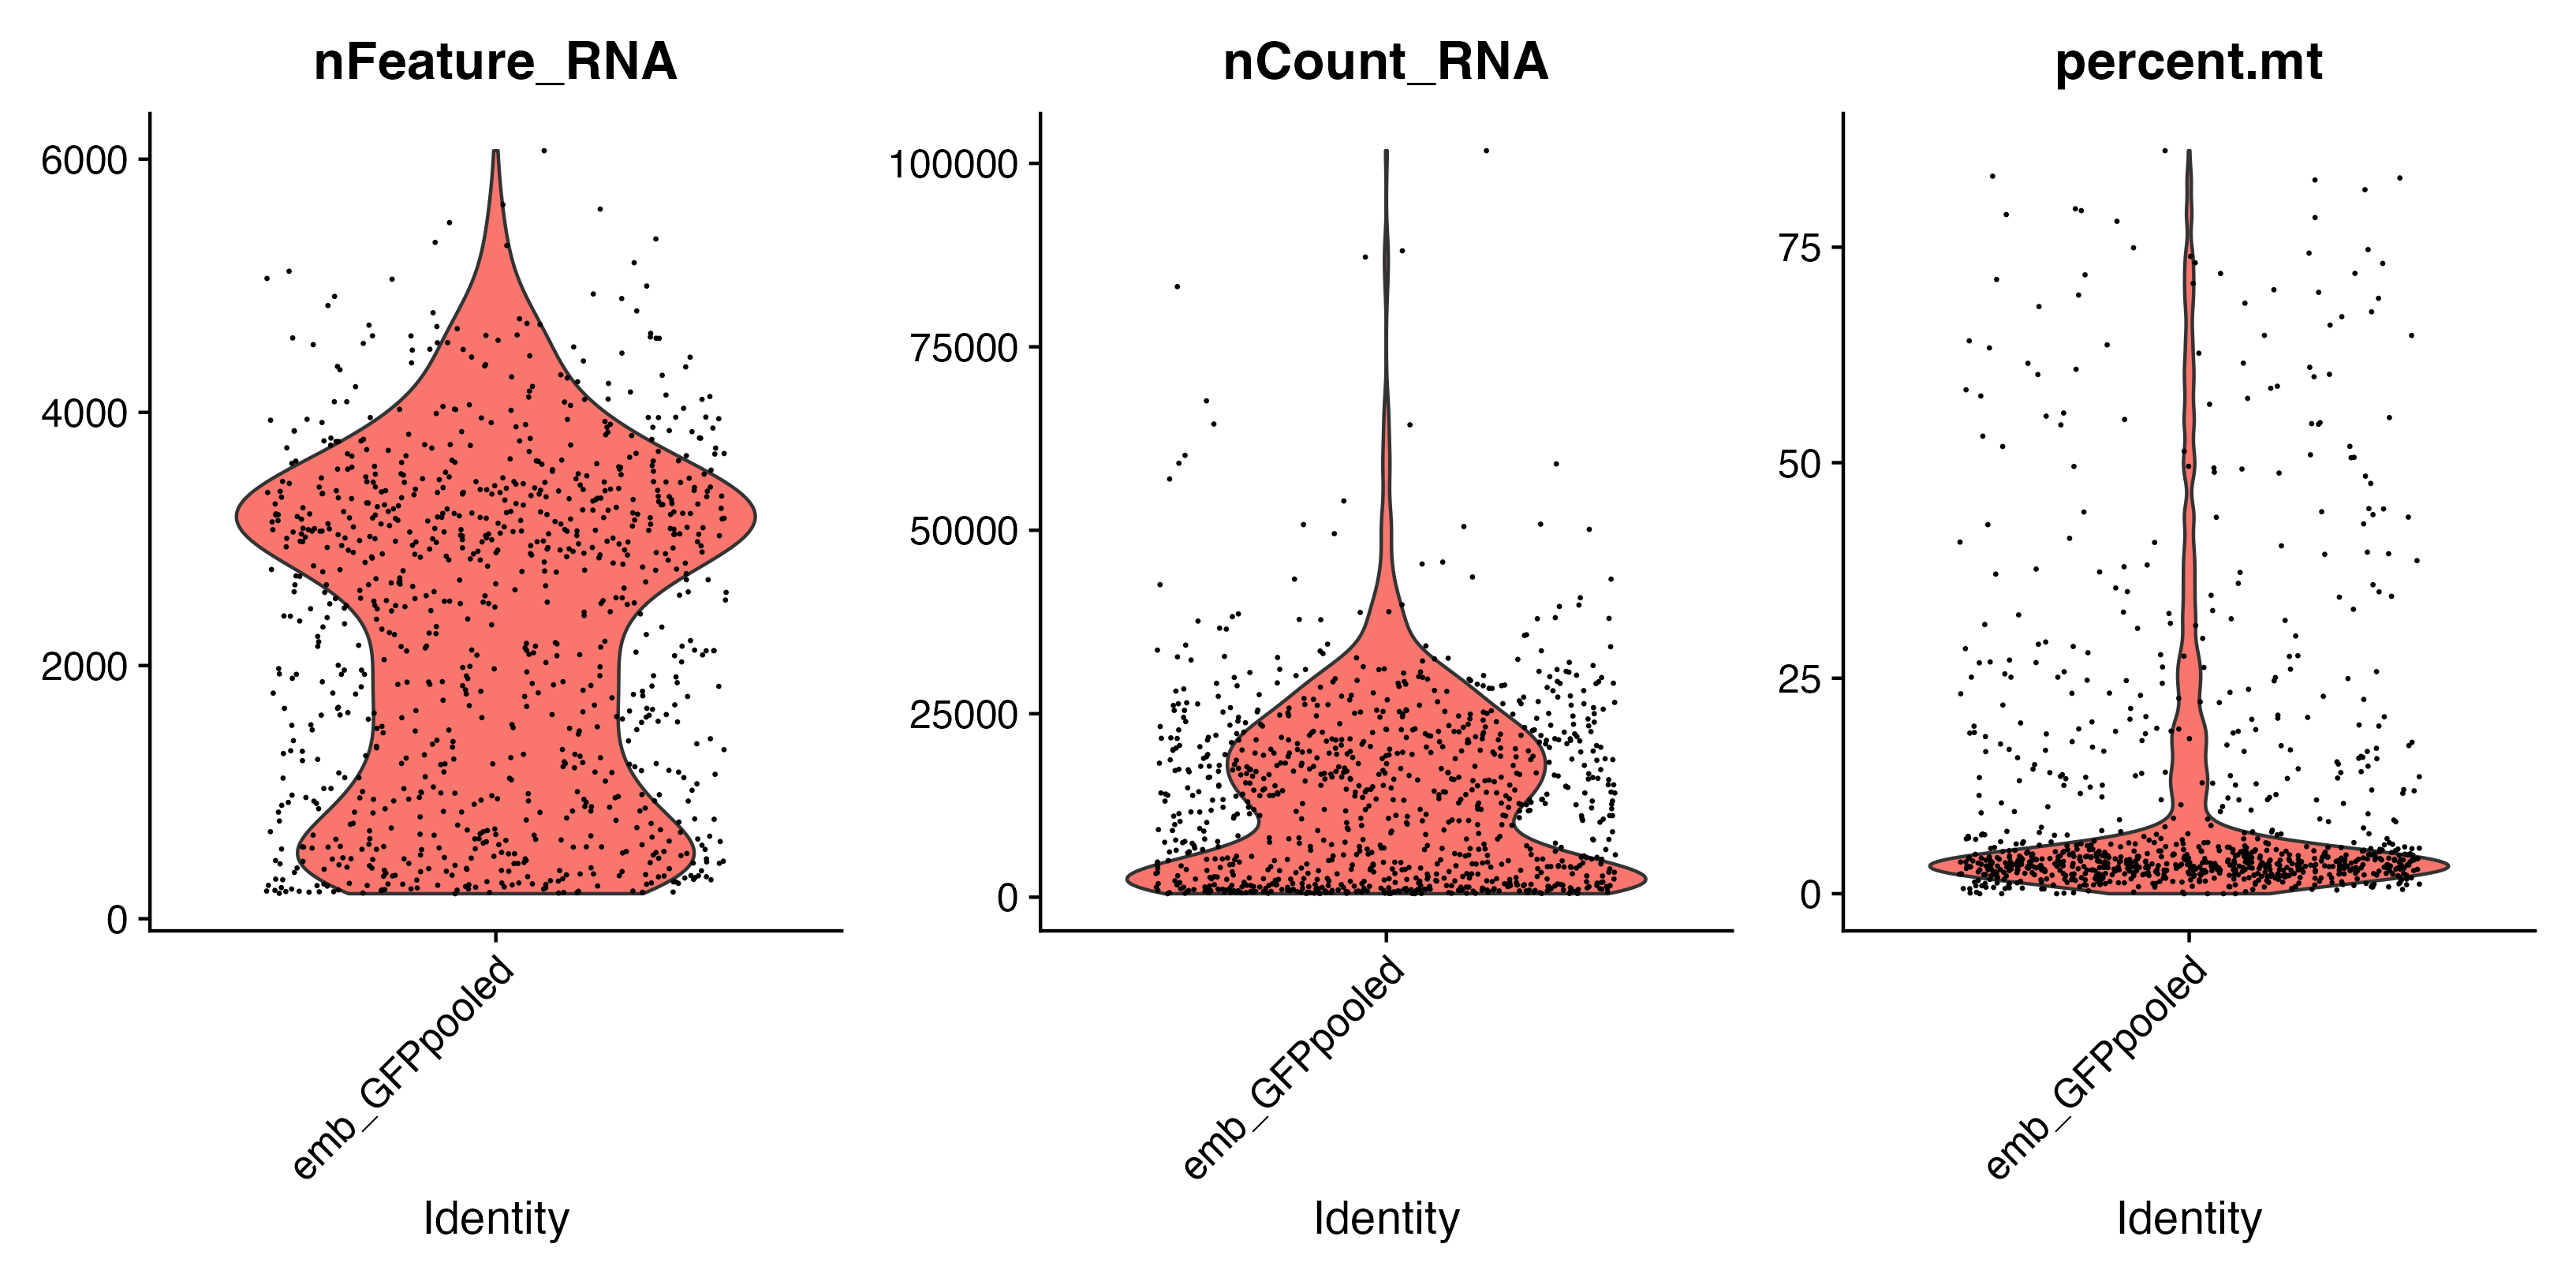 nFeature_RNA
6000
4000
2000
0
emb_GFPpooled
Identity
nCount_RNA
100000
75000
50000
25000
0
emb_GFPpooled
Identity
percent.mt
75
50
25
0
emb_GFPpooled
Identity